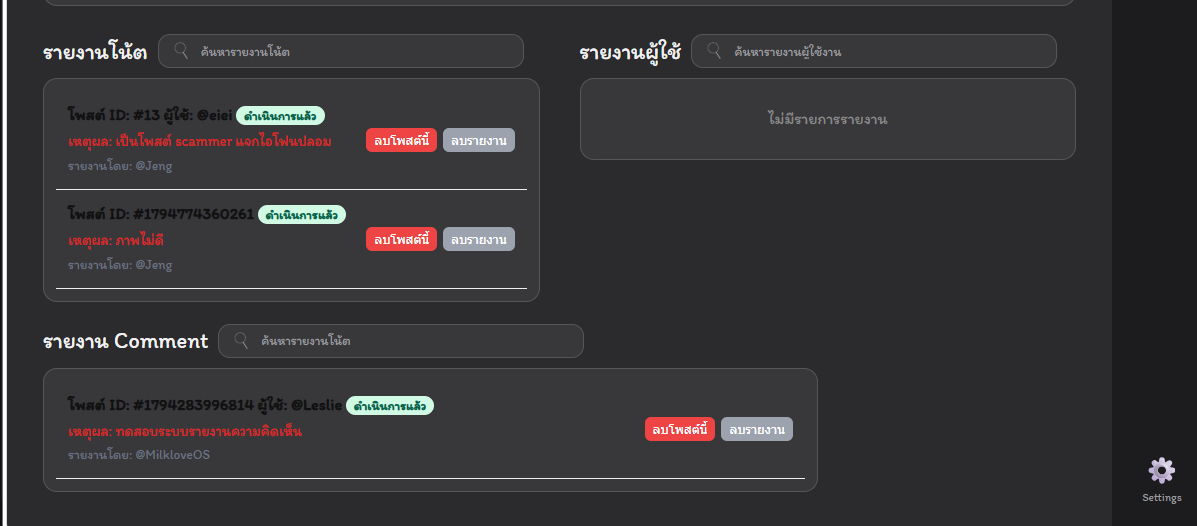 รายงานโน้ต
ค้นหารายงานโน้ต
โพสต์ ID: #13 ผู้ใช้: @eiei ดำเนินการแล้ว
เหตุผล: เป็นโพสต์ scammer แจกไอโฟนปลอม
ลบโพสต์นี้ ลบรายงาน
รายงานโดย: @Jeng
โพสต์ ID: #1794774360261 ดำเนินการแล้ว
เหตุผล: ภาพไม่ดี
ลบโพสต์นี้ ลบรายงาน
รายงานโดย: @Jeng
รายงานผู้ใช้
ค้นหารายงานผู้ใช้งาน
ไม่มีรายการรายงาน
รายงาน Comment
ค้นหารายงานโน้ต
โพสต์ ID: #1794283996814 ผู้ใช้: @Leslie ดำเนินการแล้ว
เหตุผล: ทดสอบระบบรายงานความคิดเห็น
ลบโพสต์นี้ ลบรายงาน
รายงานโดย: @MilkloveOS
Settings